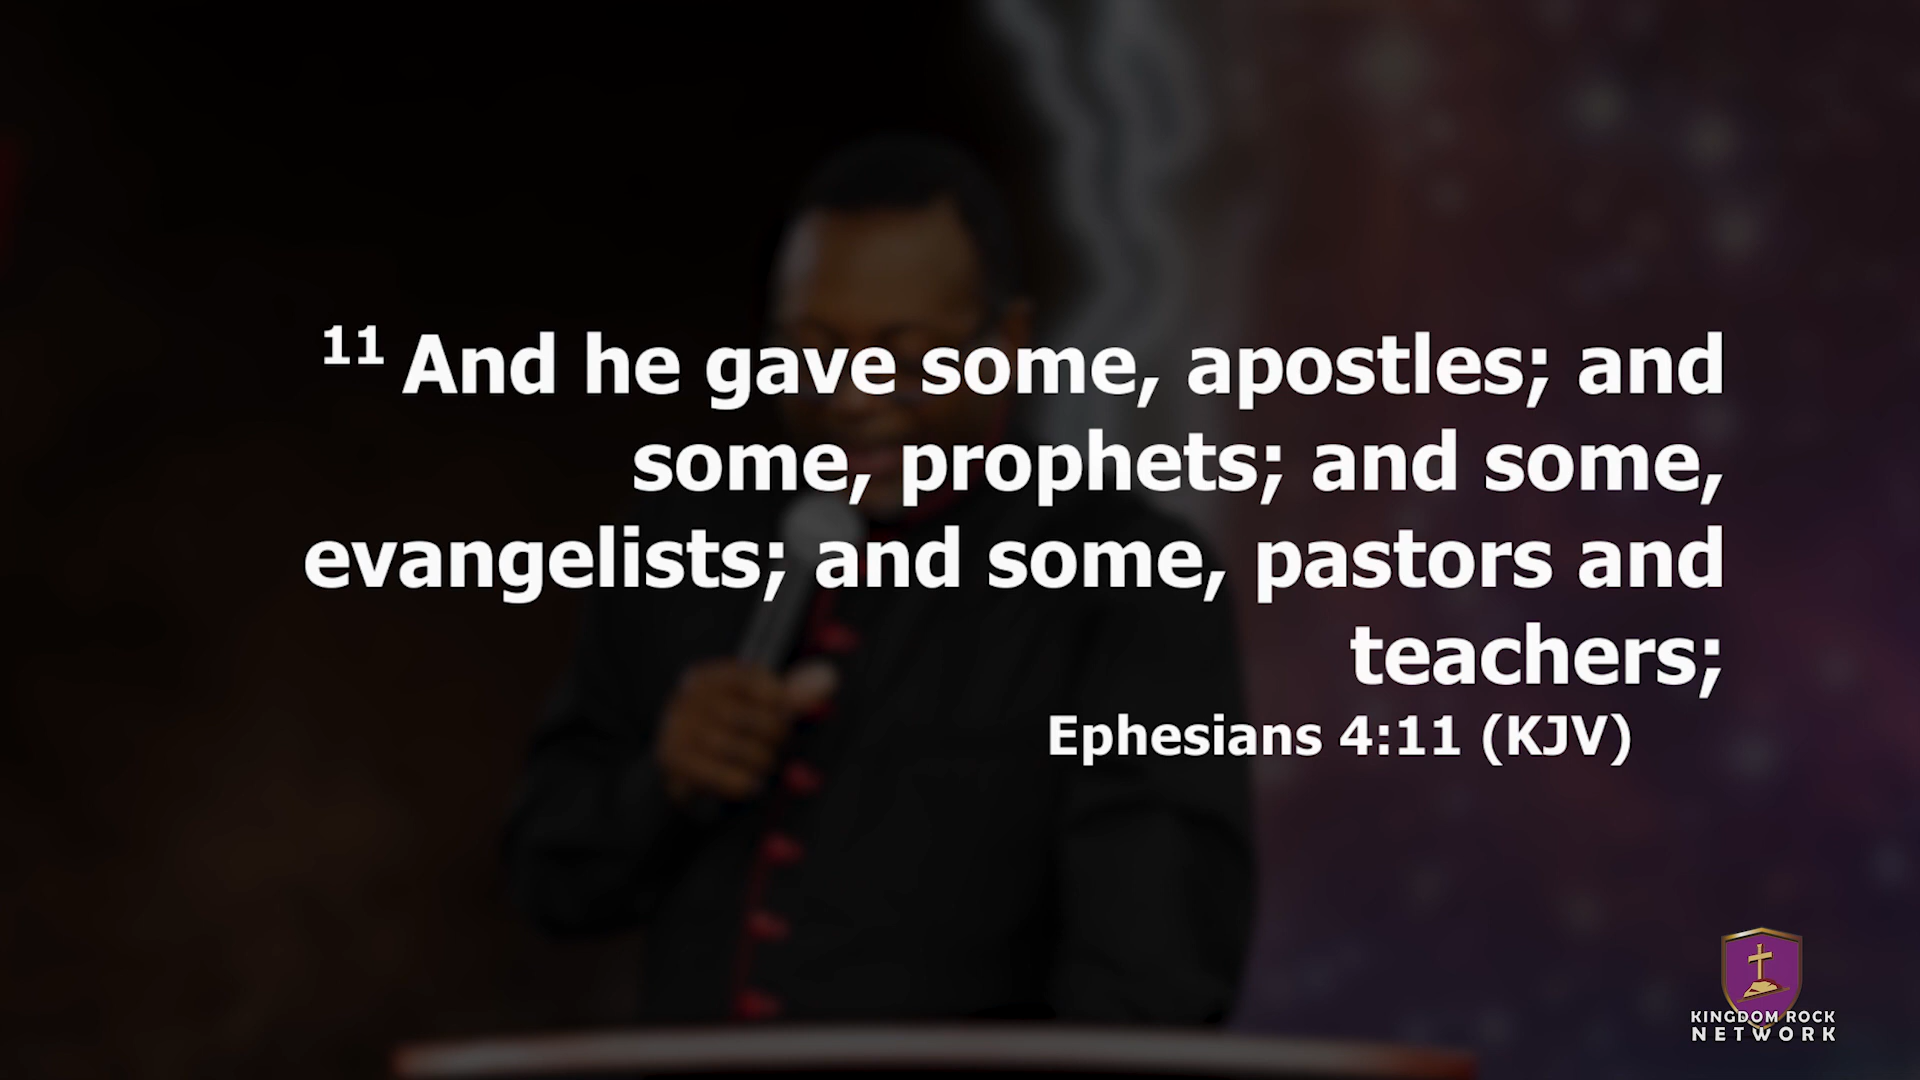 11 And he gave some, apostles; and
some, prophets; and some,
evangelists; and some, pastors and
teachers;
Ephesians 4:11 (KJV)
KINGDOM ROCK
NETWORK